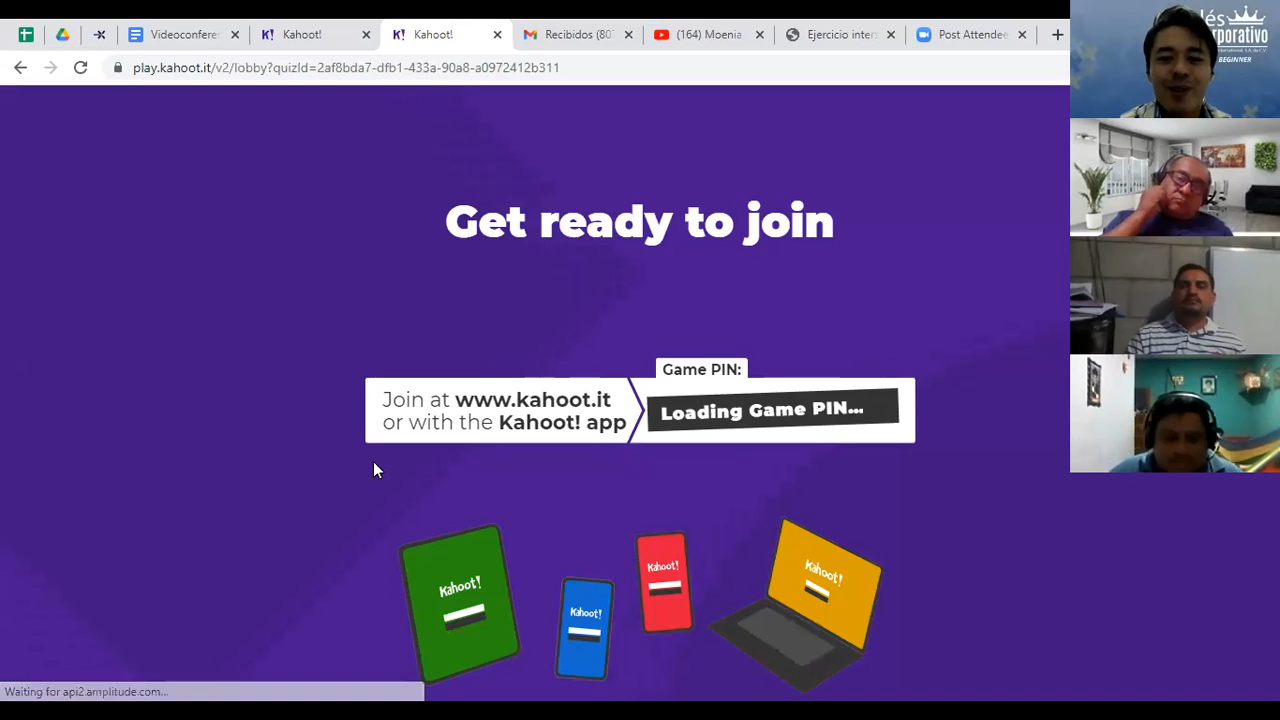 Videoconfere
Kahoot!
Kahoot!
Recibidos (80
(164) Moenia
Ejercicio inter
Post Attendee
play.kahoot.it/v2/lobby?quizId=2af8bda7-dfb1-433a-90a8-a0972412b311
lés
rporativo
BEGINNER
Get ready to join
Game PIN:
Join at www.kahoot.it
or with the Kahoot! app
Loading Game PIN...
Kahoot!
Kahoot!
Kahoot!
Kahoot!
Waiting for api2.amplitude.com...